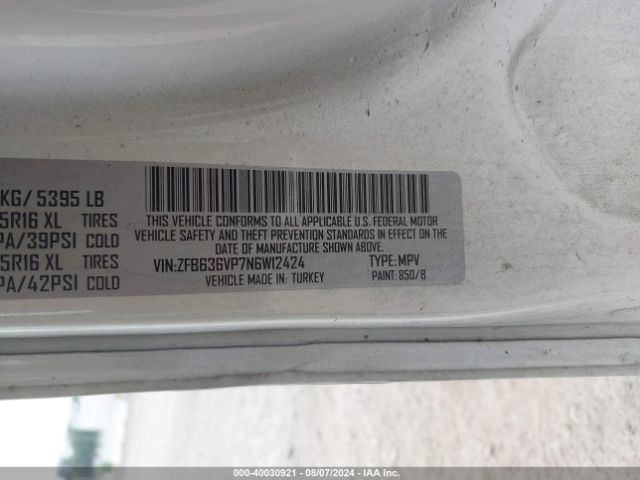 KG/ 5395 LB
5R16 XL TIRES
PA/39PSI COLD
5R16 XL TIRES
PA/42PSI COLD
THIS VEHICLE CONFORMS TO ALL APPLICABLE U.S. FEDERAL MOTOR
VEHICLE SAFETY AND THEFT PREVENTION STANDARDS IN EFFECT ON
THE DATE OF MANUFACTURE SHOWN ABOVE.
VIN:ZFB636VP7N6W12424 TYPE: MPV
VEHICLE MADE IN: TURKEY PAINT: 850/B
000-40030921 - 08/07/2024 - IAA Inc.